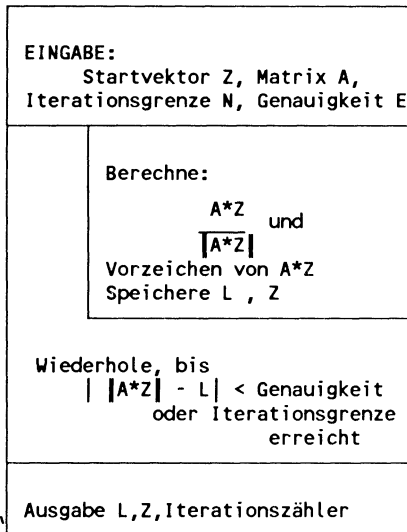 EINGABE:
Startvektor Z, Matrix A,
Iterationsgrenze N, Genauigkeit E
Berechne:
A*Z
und
|A*Z|
Vorzeichen von A*Z
Speichere L , Z
Wiederhole, bis
| |A*Z| - L| < Genauigkeit
oder Iterationsgrenze
erreicht
Ausgabe L,Z,Iterationszähler